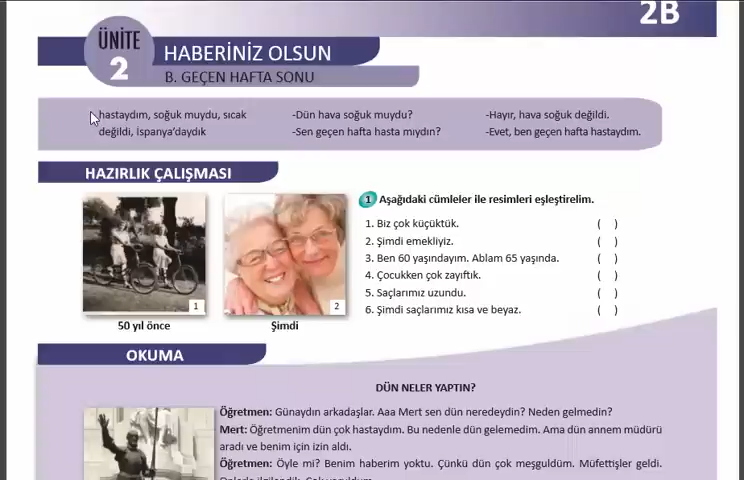 2B
ÜNİTE
2
HABERİNİZ OLSUN
B. GEÇEN HAFTA SONU
hastaydım, soğuk muydu, sıcak
değildi, İspanya'daydık
-Dün hava soğuk muydu?
-Sen geçen hafta hasta mıydın?
-Hayır, hava soğuk değildi.
-Evet, ben geçen hafta hastaydım.
HAZIRLIK ÇALIŞMASI
1
50 yıl önce
2
Şimdi
1 Aşağıdaki cümleler ile resimleri eşleştirelim.
1. Biz çok küçüktük. ( )
2. Şimdi emekliyiz. ( )
3. Ben 60 yaşındayım. Ablam 65 yaşında. ( )
4. Çocukken çok zayıftık. ( )
5. Saçlarımız uzundu. ( )
6. Şimdi saçlarımız kısa ve beyaz. ( )
OKUMA
DÜN NELER YAPTIN?
Öğretmen: Günaydın arkadaşlar. Aaa Mert sen dün neredeydin? Neden gelmedin?
Mert: Öğretmenim dün çok hastaydım. Bu nedenle dün gelemedim. Ama dün annem müdürü
aradı ve benim için izin aldı.
Öğretmen: Öyle mi? Benim haberim yoktu. Çünkü dün çok meşguldüm. Müfettişler geldi.